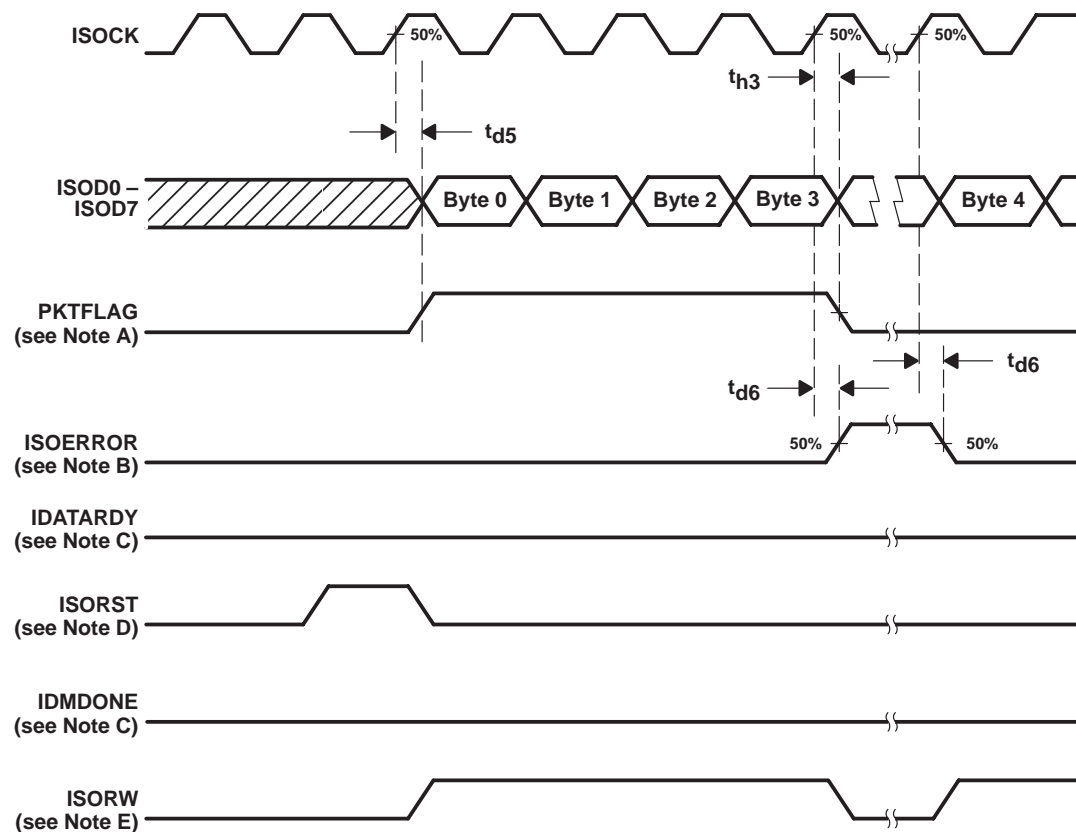 ISOCK
50%
50%
50%
th3
td5
ISOD0 –
ISOD7
Byte 0
Byte 1
Byte 2
Byte 3
Byte 4
PKTFLAG
(see Note A)
td6
td6
ISOERROR
(see Note B)
50%
50%
IDATARDY
(see Note C)
ISORST
(see Note D)
IDMDONE
(see Note C)
ISORW
(see Note E)